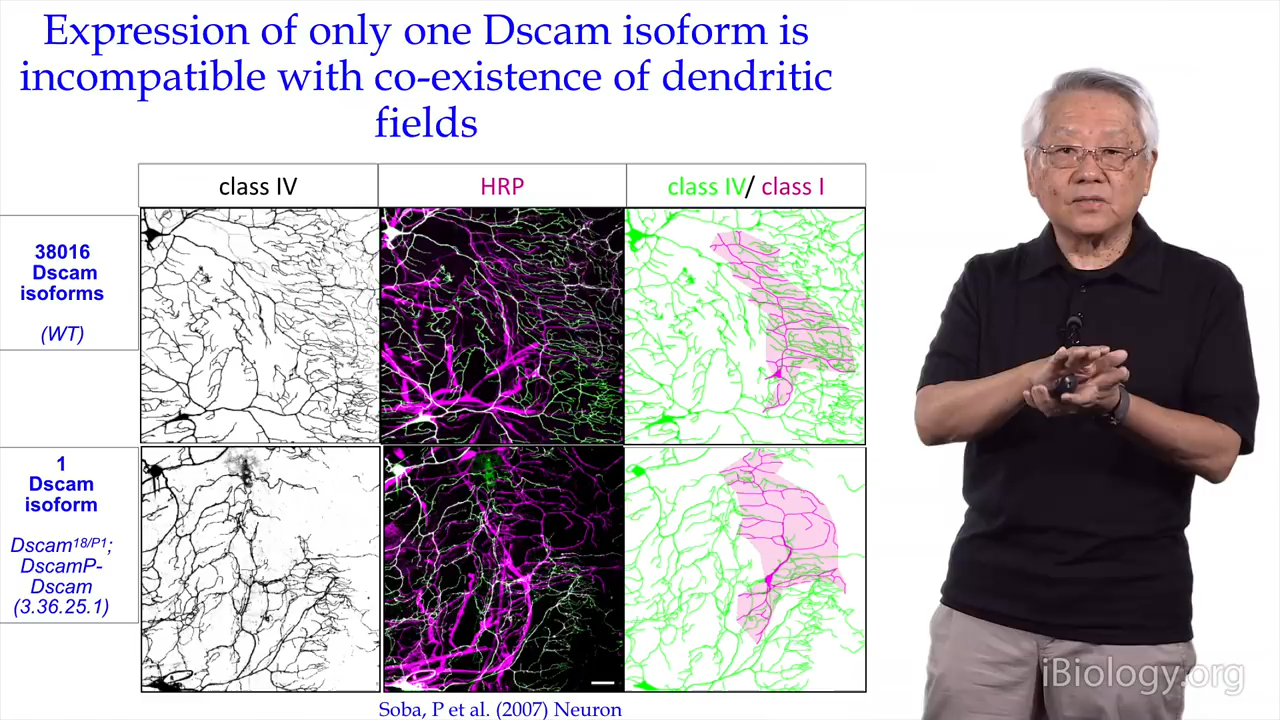 Expression of only one Dscam isoform is
incompatible with co-existence of dendritic
fields
class IV
HRP
class IV/ class I
38016
Dscam
isoforms
(WT)
1
Dscam
isoform
Dscam18/P1;
DscamP-
Dscam
(3.36.25.1)
Soba, P et al. (2007) Neuron
iBiology.org